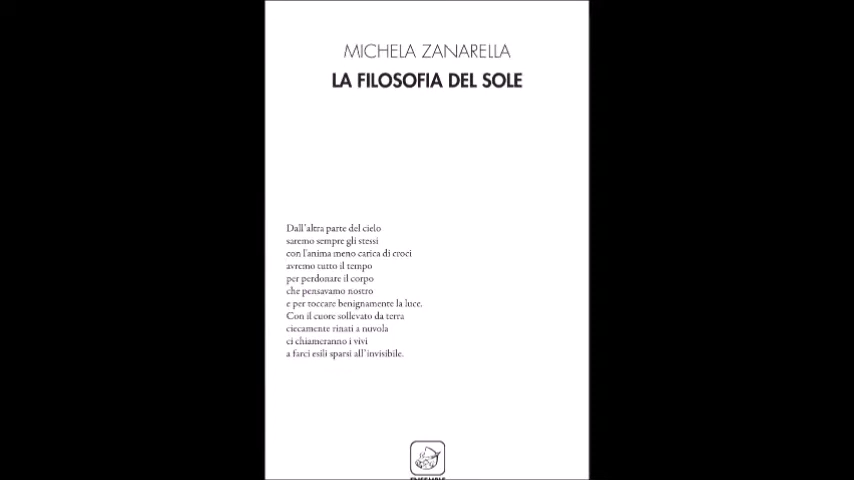 MICHELA ZANARELLA
LA FILOSOFIA DEL SOLE
Dall'altra parte del cielo
saremo sempre gli stessi
con l'anima meno carica di croci
avremo tutto il tempo
per perdonare il corpo
che pensavamo nostro
e per toccare benignamente la luce.
Con il cuore sollevato da terra
ciecamente rinati a nuvola
ci chiameranno i vivi
a farci esili sparsi all'invisibile.
ENSEMBLE